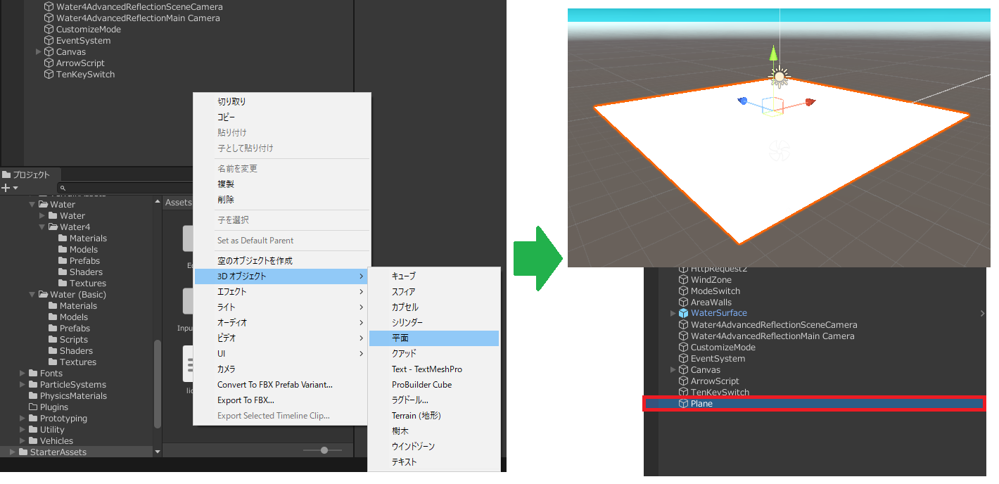 Water4AdvancedReflectionSceneCamera
Water4AdvancedReflectionMain Camera
CustomizeMode
EventSystem
Canvas
ArrowScript
TenKeySwitch
切り取り
コピー
貼り付け
子として貼り付け
名前を変更
複製
削除
子を選択
Set as Default Parent
空のオブジェクトを作成
3D オブジェクト
エフェクト
ライト
オーディオ
ビデオ
UI
カメラ
Convert To FBX Prefab Variant...
Export To FBX...
Export Selected Timeline Clip...
キューブ
スフィア
カプセル
シリンダー
平面
クアッド
Text - TextMeshPro
ProBuilder Cube
ラグドール...
Terrain (地形)
樹木
ウインドゾーン
テキスト
プロジェクト
Assets
TerrainAssets
Water
Water
Water4
Materials
Models
Prefabs
Shaders
Textures
Water (Basic)
Materials
Models
Prefabs
Scripts
Shaders
Textures
Fonts
ParticleSystems
PhysicsMaterials
Plugins
Prototyping
Utility
Vehicles
StarterAssets
Inpu
HttpRequest2
WindZone
ModeSwitch
AreaWalls
WaterSurface
Water4AdvancedReflectionSceneCamera
Water4AdvancedReflectionMain Camera
CustomizeMode
EventSystem
Canvas
ArrowScript
TenKeySwitch
Plane